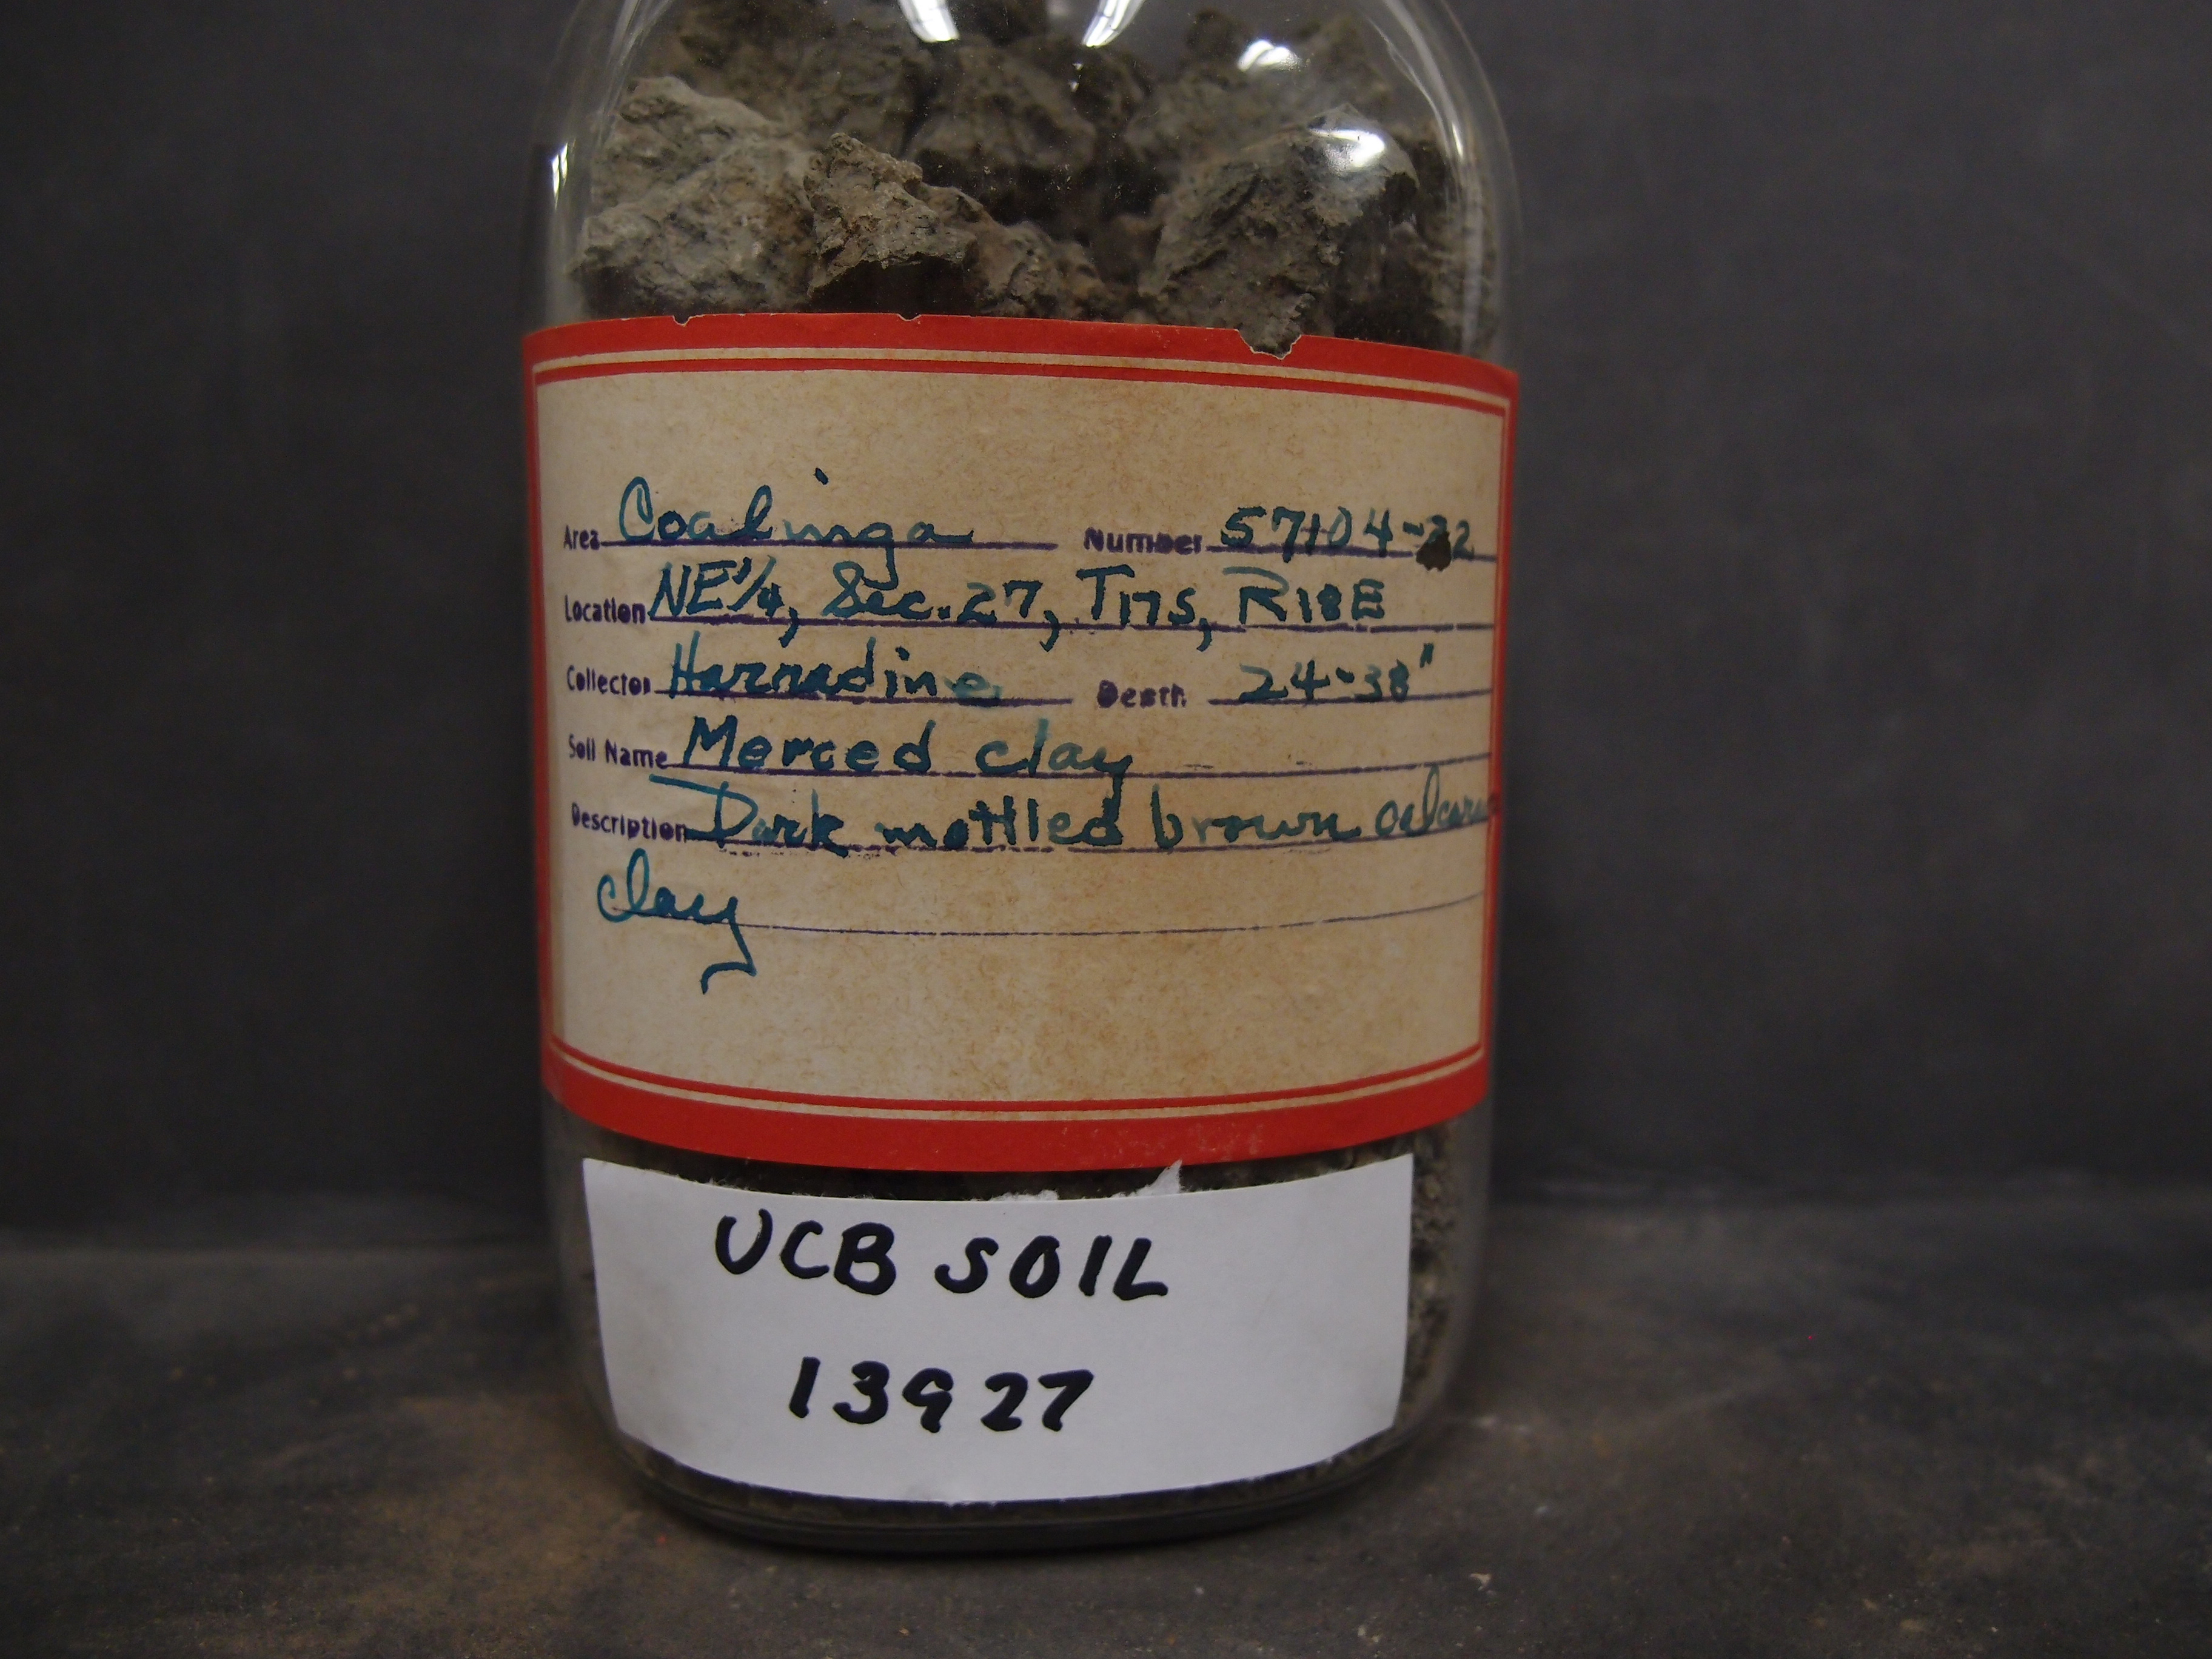 Area Coalinga Number 57104-22
Location NE1/4, Sec. 27, T17S, R18E
Collector Harradine Depth 24-38"
Soil Name Merced clay
Description Dark mottled brown
clay
UCB SOIL
13927